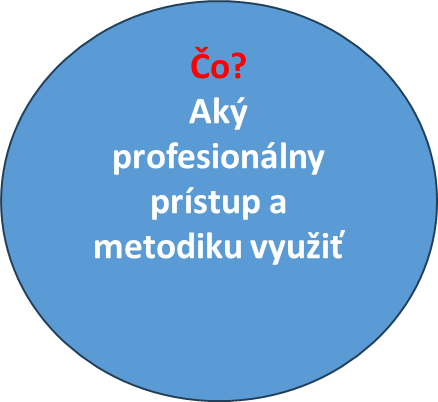 Čo?
Aký
profesionálny
prístup a
metodiku využiť